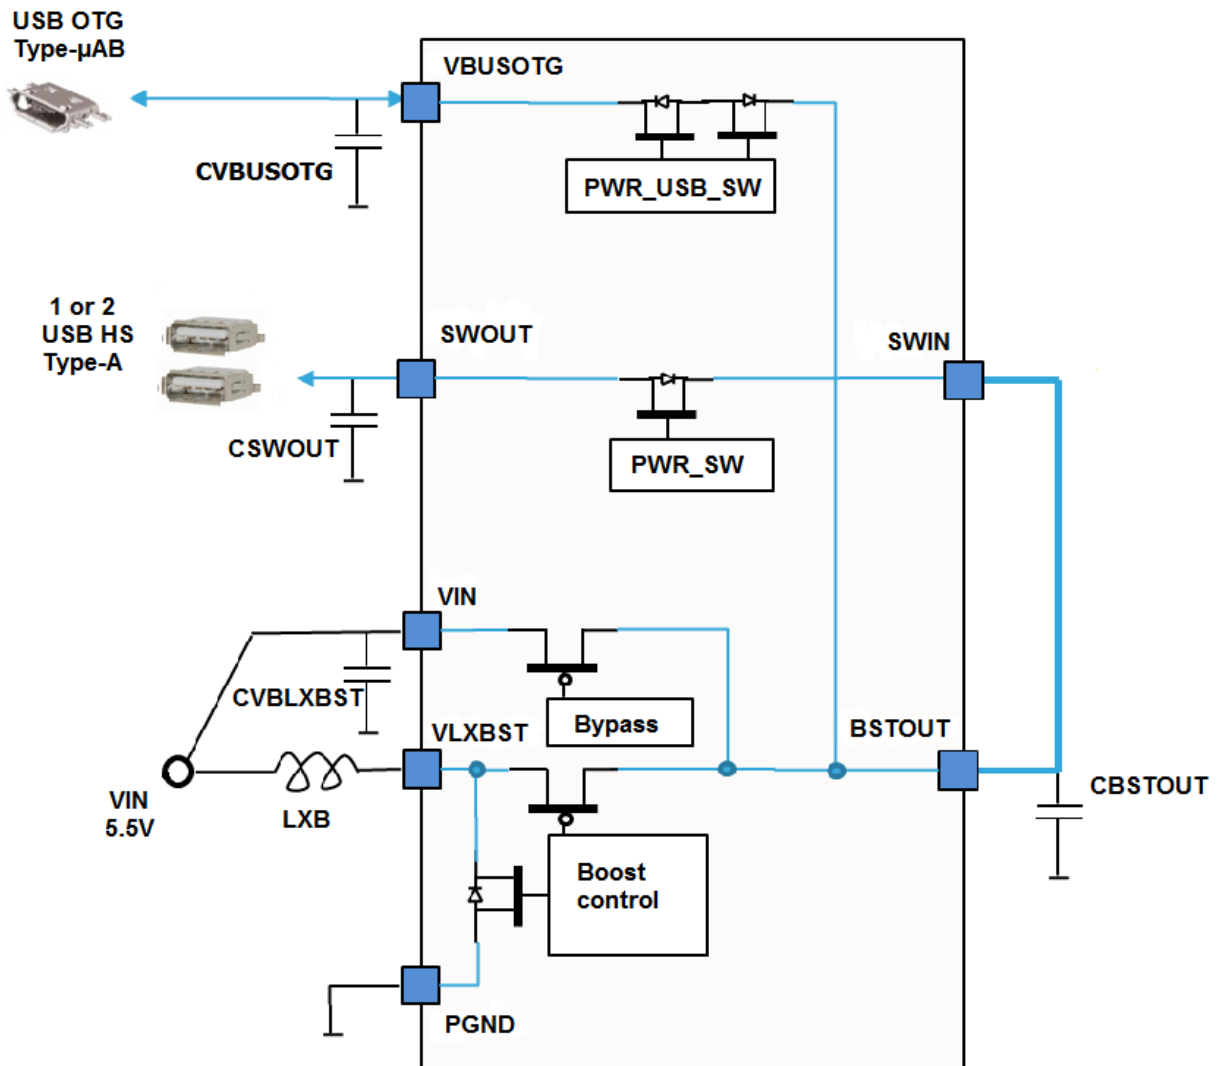 USB OTG
Type-µAB
VBUSOTG
CVBUSOTG
PWR_USB_SW
1 or 2
USB HS
Type-A
SWOUT
SWIN
CSWOUT
PWR_SW
VIN
CVBLXBST
Bypass
VLXBST
BSTOUT
VIN
5.5V
LXB
CBSTOUT
Boost
control
PGND